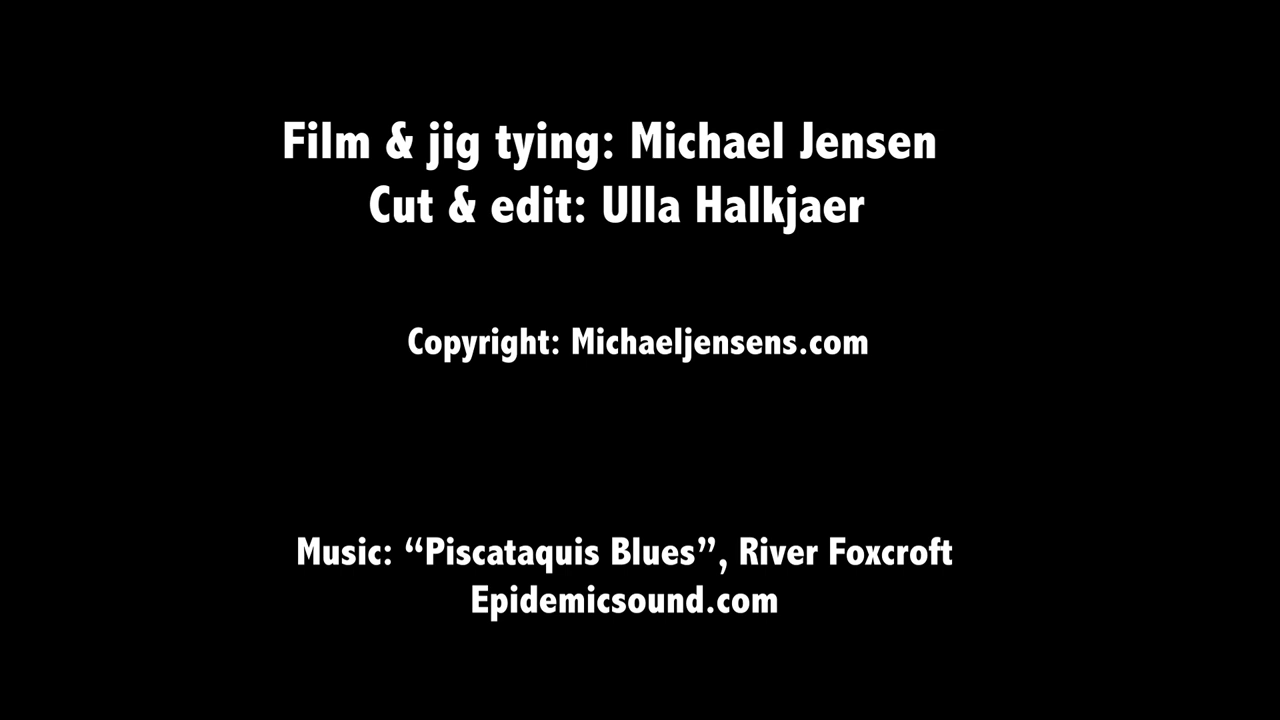 Film & jig tying: Michael Jensen
Cut & edit: Ulla Halkjaer
Copyright: Michaeljensens.com
Music: “Piscataquis Blues”, River Foxcroft
Epidemicsound.com